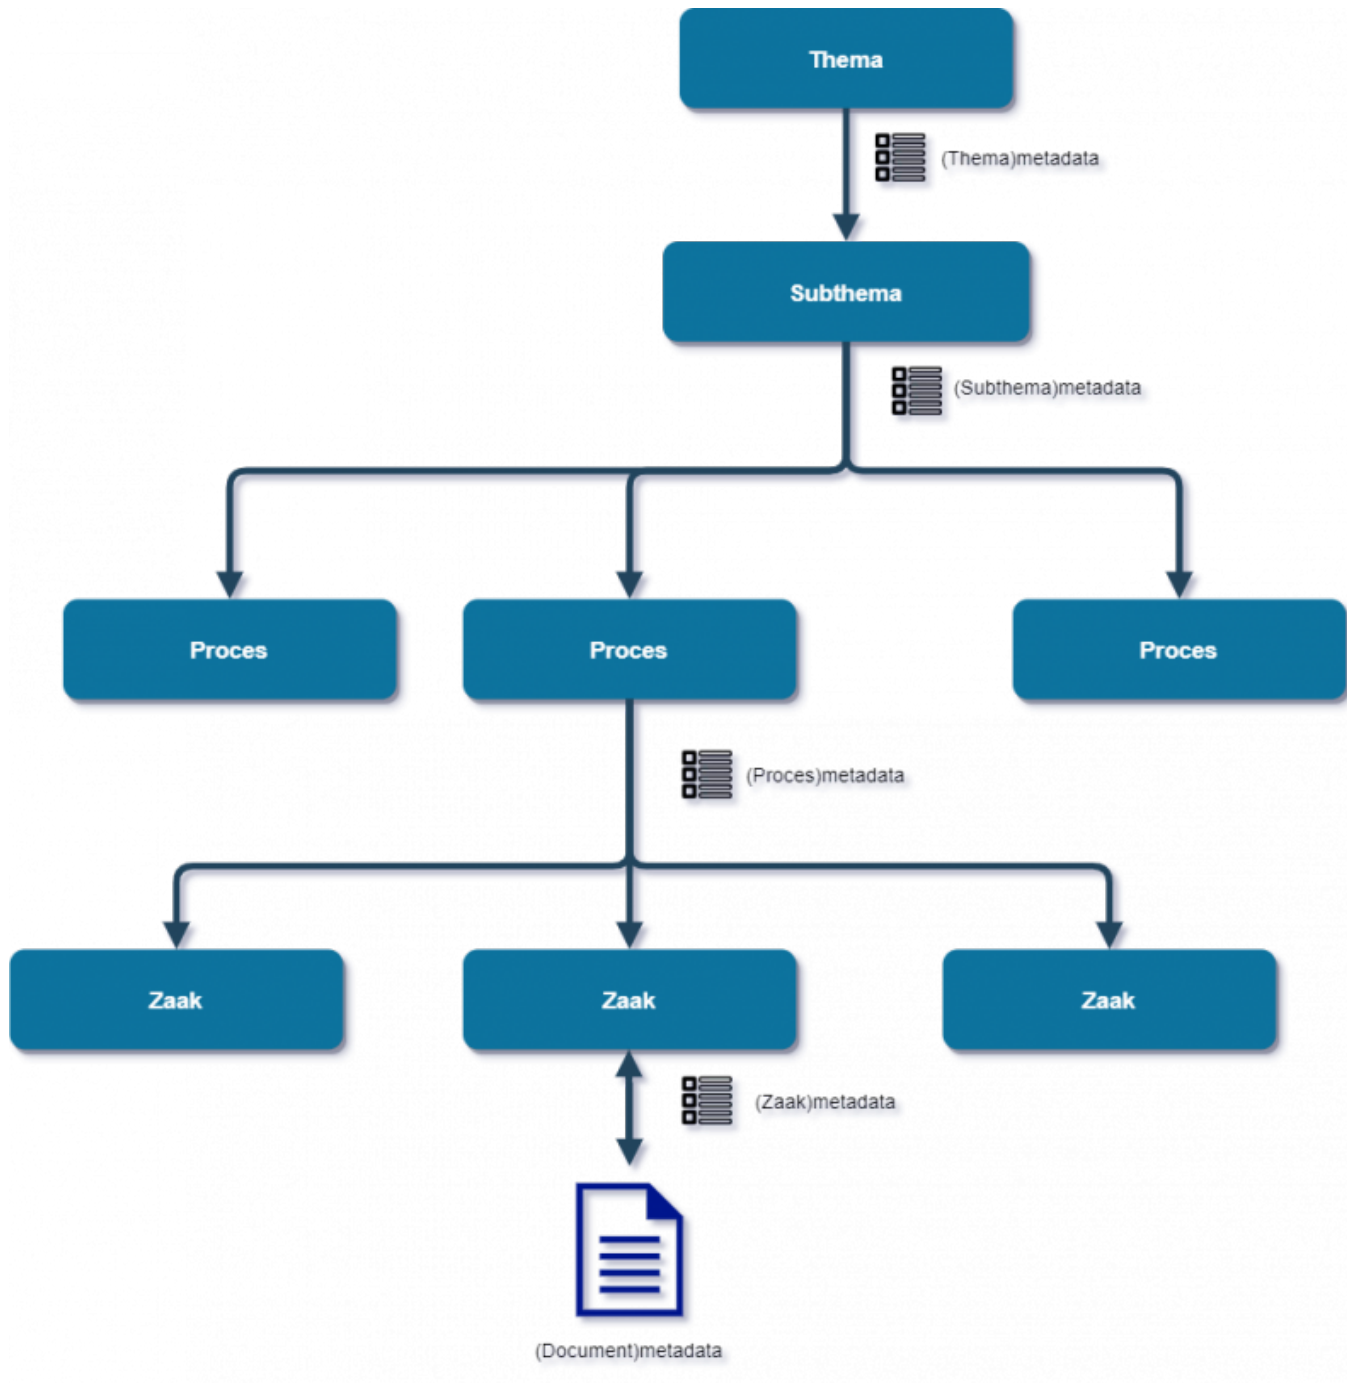 Thema
(Thema)metadata
Subthema
(Subthema)metadata
Proces
Proces
Proces
(Proces)metadata
Zaak
Zaak
Zaak
(Zaak)metadata
(Document)metadata